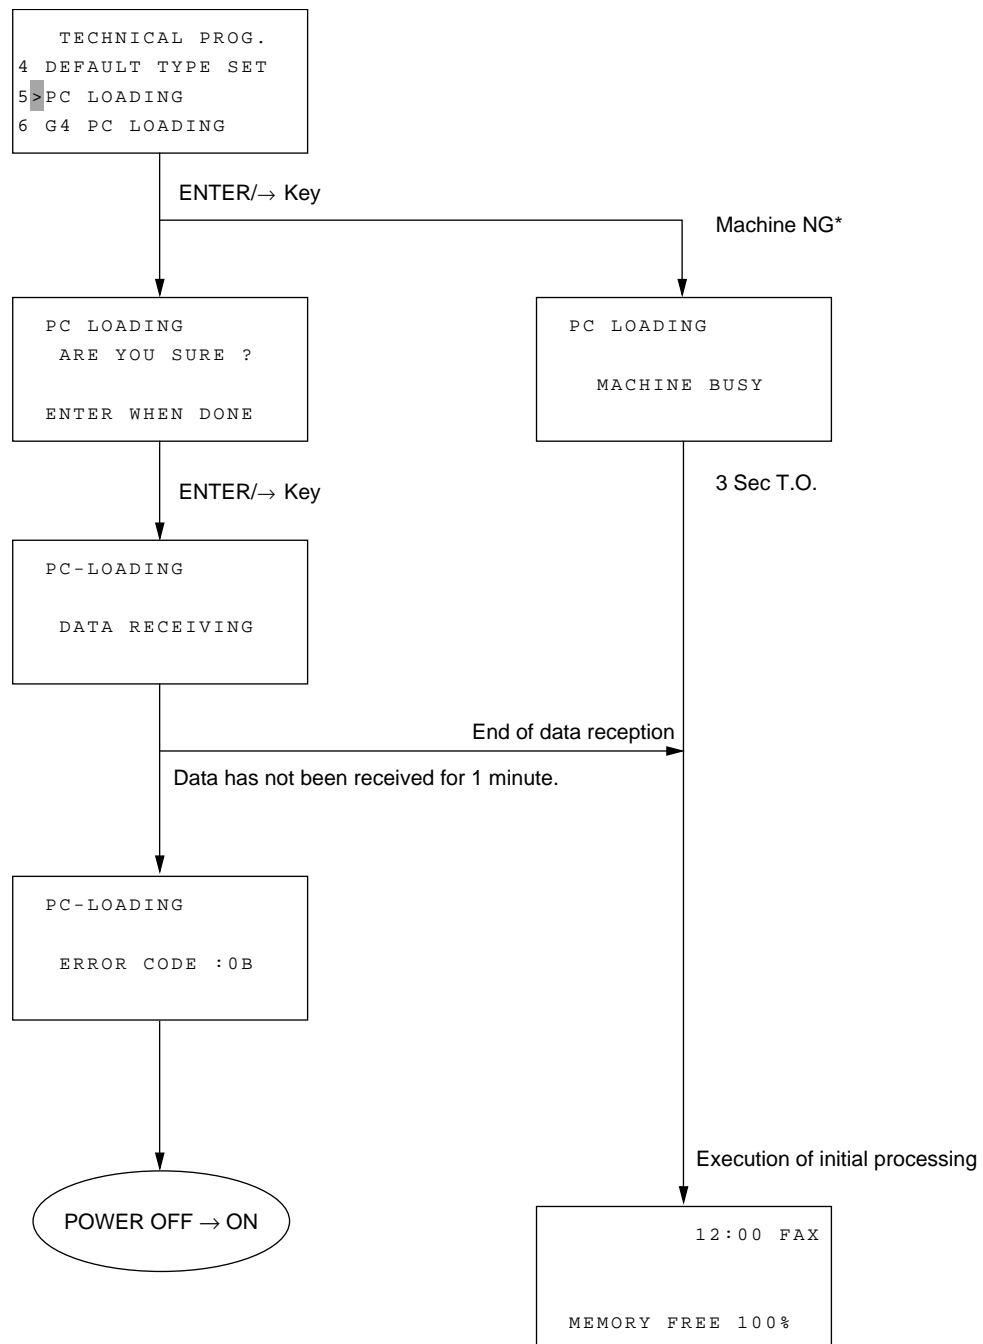 TECHNICAL PROG.
4 DEFAULT TYPE SET
5>PC LOADING
6 G4 PC LOADING
ENTER/→ Key
Machine NG*
PC LOADING
ARE YOU SURE ?
ENTER WHEN DONE
PC LOADING
MACHINE BUSY
ENTER/→ Key
3 Sec T.O.
PC-LOADING
DATA RECEIVING
End of data reception
Data has not been received for 1 minute.
PC-LOADING
ERROR CODE :0B
Execution of initial processing
POWER OFF → ON
12:00 FAX
MEMORY FREE 100%